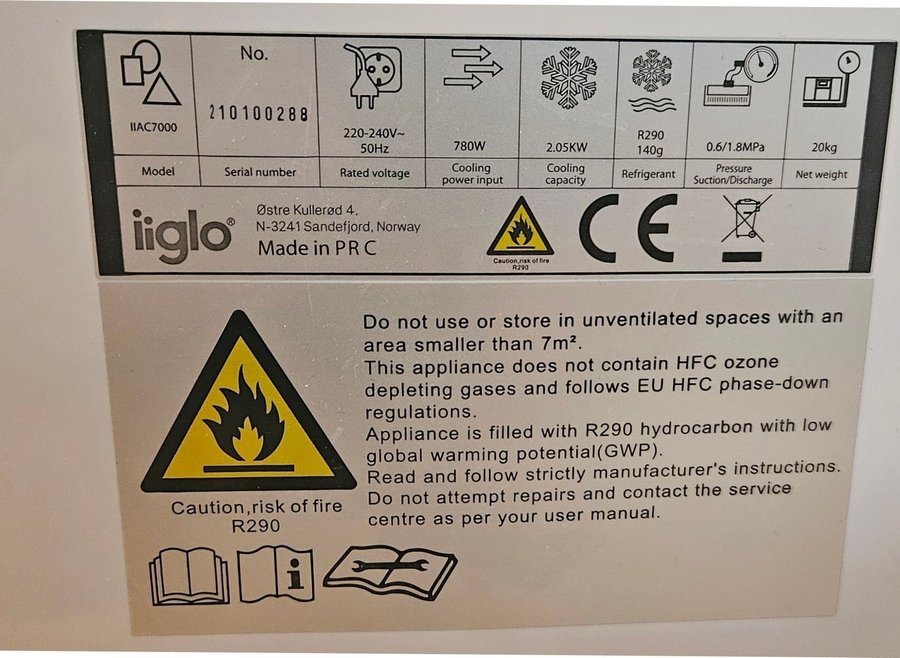 No.
210100288
IIAC7000
220-240V~
50Hz
780W
2.05KW
R290
140g
0.6/1.8MPa
20kg
Model
Serial number
Rated voltage
Cooling
power input
Cooling
capacity
Refrigerant
Pressure
Suction/Discharge
Net weight
iiglo®
Østre Kullerød 4,
N-3241 Sandefjord, Norway
Made in PR C
Caution,risk of fire
R290
CE
Do not use or store in unventilated spaces with an
area smaller than 7m².
This appliance does not contain HFC ozone
depleting gases and follows EU HFC phase-down
regulations.
Appliance is filled with R290 hydrocarbon with low
global warming potential(GWP).
Read and follow strictly manufacturer's instructions.
Do not attempt repairs and contact the service
centre as per your user manual.
Caution,risk of fire
R290
i